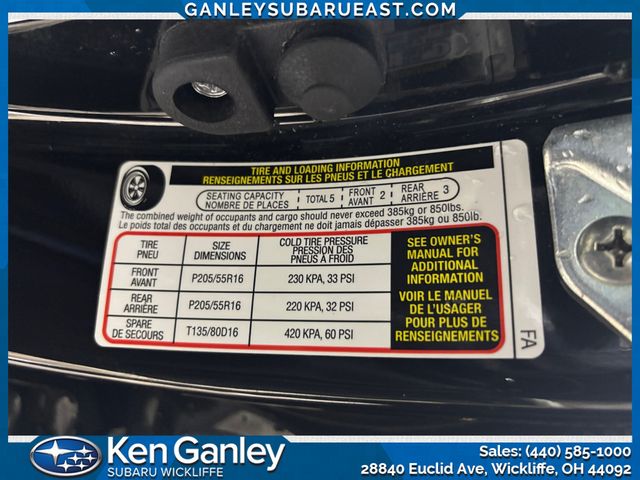 GANLEYSUBARUEAST.COM
TIRE AND LOADING INFORMATION
RENSEIGNEMENTS SUR LES PNEUS ET LE CHARGEMENT
SEATING CAPACITY
NOMBRE DE PLACES
TOTAL 5
FRONT
AVANT 2
REAR
ARRIÈRE 3
The combined weight of occupants and cargo should never exceed 385kg or 850lbs.
Le poids total des occupants et du chargement ne doit jamais dépasser 385kg ou 850lb.
TIRE
PNEU
SIZE
DIMENSIONS
COLD TIRE PRESSURE
PRESSION DES
PNEUS À FROID
FRONT
AVANT
P205/55R16
230 KPA, 33 PSI
REAR
ARRIÈRE
P205/55R16
220 KPA, 32 PSI
SPARE
DE SECOURS
T135/80D16
420 KPA, 60 PSI
SEE OWNER'S
MANUAL FOR
ADDITIONAL
INFORMATION
VOIR LE MANUEL
DE L'USAGER
POUR PLUS DE
RENSEIGNEMENTS
FA
Ken Ganley
SUBARU WICKLIFFE
Sales: (440) 585-1000
28840 Euclid Ave, Wickliffe, OH 44092